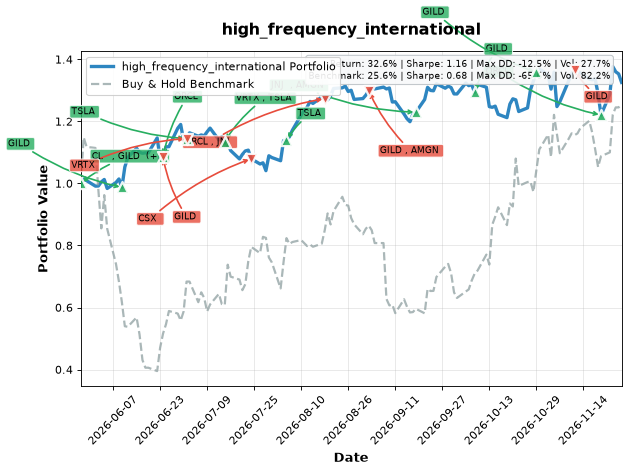 GILD
high_frequency_international
GILD
high_frequency_international Portfolio
Buy & Hold Benchmark
turn: 32.6% | Sharpe: 1.16 | Max DD: -12.5% | Vol: 27.7%
Benchmark: 25.6% | Sharpe: 0.68 | Max DD: | Vol: 82.2%
ORCL
VRTX, TSLA
GILD
TSLA
TSLA
GILD
GILD, AMGN
GILD (+
VRTX
CSX
GILD
Portfolio Value
1.4
1.2
1.0
0.8
0.6
0.4
2026-06-07
2026-06-23
2026-07-09
2026-07-25
2026-08-10
2026-08-26
2026-09-11
2026-09-27
2026-10-13
2026-10-29
2026-11-14
Date